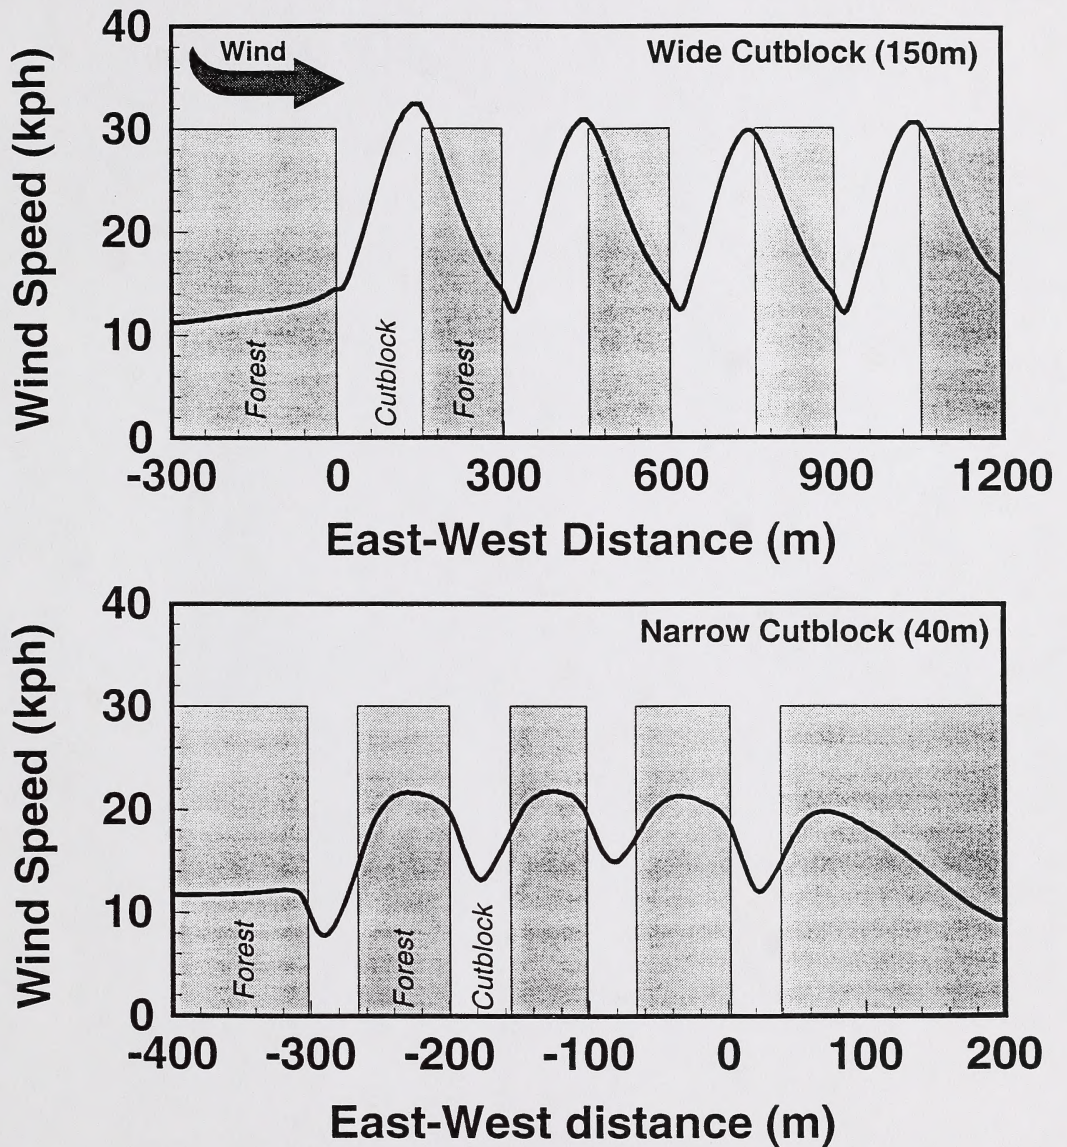 40
30
20
10
0
Wind Speed (kph)
Wind
Wide Cutblock (150m)
Forest
Cutblock
Forest
-300 0 300 600 900 1200
East-West Distance (m)
40
30
20
10
0
Wind Speed (kph)
Narrow Cutblock (40m)
Forest
Forest
Cutblock
-400 -300 -200 -100 0 100 200
East-West distance (m)